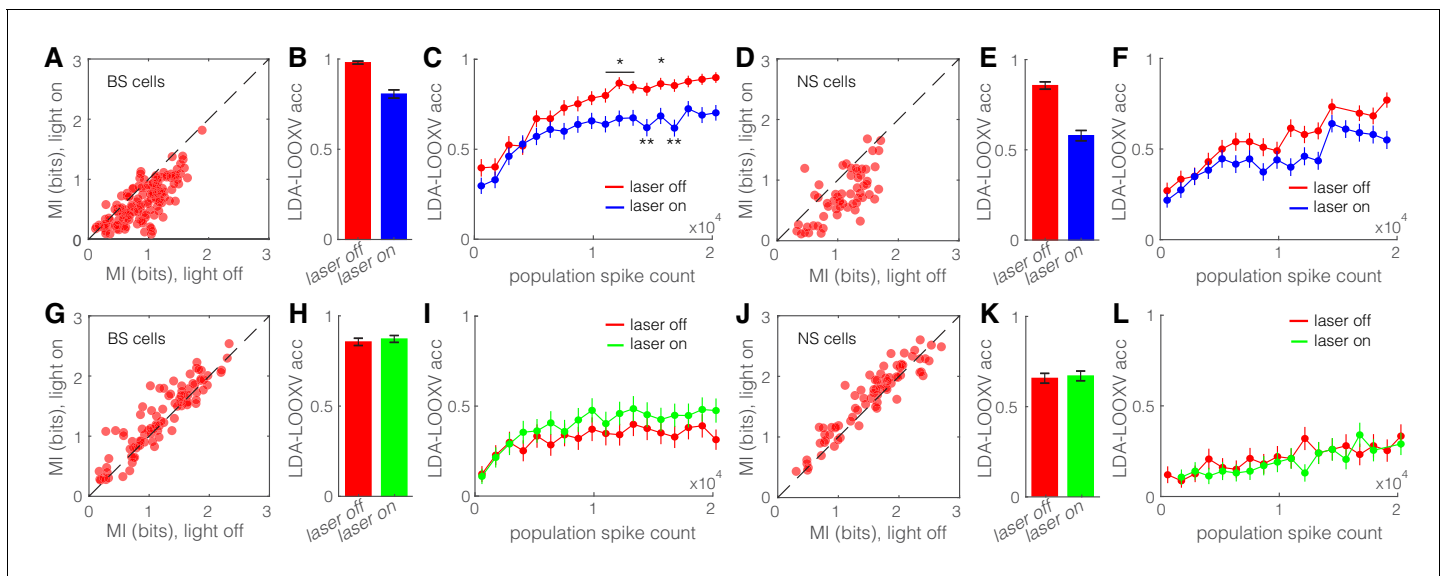 A
MI (bits), light on
3
2
1
0
BS cells
0
1
2
3
MI (bits), light off
B
LDA-LOOXV acc
1
0.5
0
laser off
laser on
C
LDA-LOOXV acc
1
0.5
0
*
*
**
**
laser off
laser on
x10⁴
0
1
2
population spike count
D
MI (bits), light on
3
2
1
0
NS cells
0
1
2
3
MI (bits), light off
E
LDA-LOOXV acc
1
0.5
0
laser off
laser on
F
LDA-LOOXV acc
1
0.5
0
laser off
laser on
x10⁴
0
1
2
population spike count
G
MI (bits), light on
3
2
1
0
BS cells
0
1
2
3
MI (bits), light off
H
LDA-LOOXV acc
1
0.5
0
laser off
laser on
I
LDA-LOOXV acc
1
0.5
0
laser off
laser on
x10⁴
0
1
2
population spike count
J
MI (bits), light on
3
2
1
0
NS cells
0
1
2
3
MI (bits), light off
K
LDA-LOOXV acc
1
0.5
0
laser off
laser on
L
LDA-LOOXV acc
1
0.5
0
laser off
laser on
x10⁴
0
1
2
population spike count